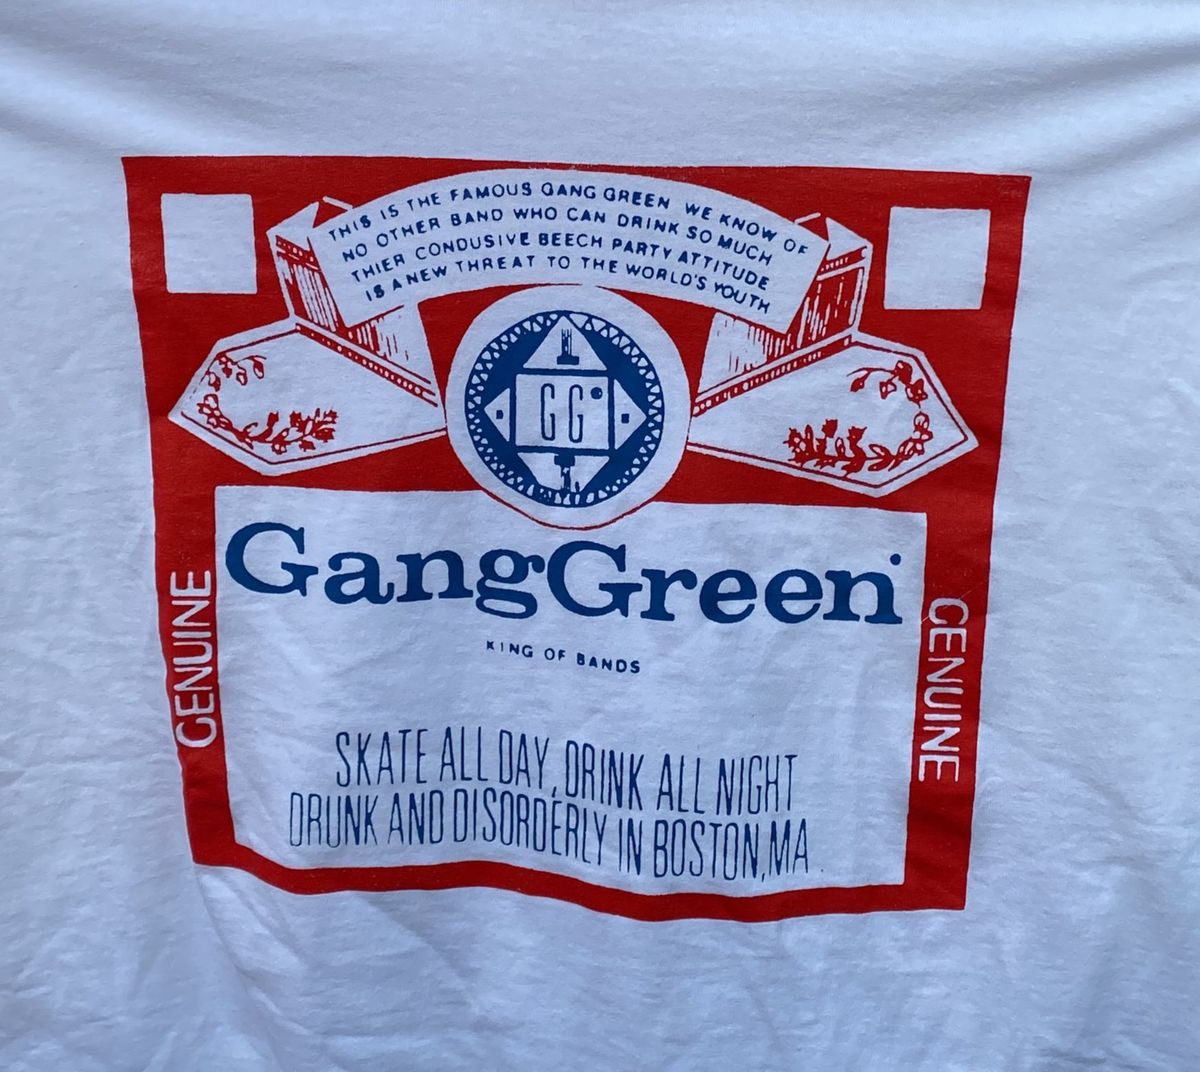 THIS IS THE FAMOUS GANG GREEN WE KNOW OF
NO OTHER BAND WHO CAN DRINK SO MUCH
THIER CONDUSIVE BEECH PARTY ATTITUDE
IS A NEW THREAT TO THE WORLD'S YOUTH
GG
GangGreen
KING OF BANDS
GENUINE
GENUINE
SKATE ALL DAY, DRINK ALL NIGHT
DRUNK AND DISORDERLY IN BOSTON, MA